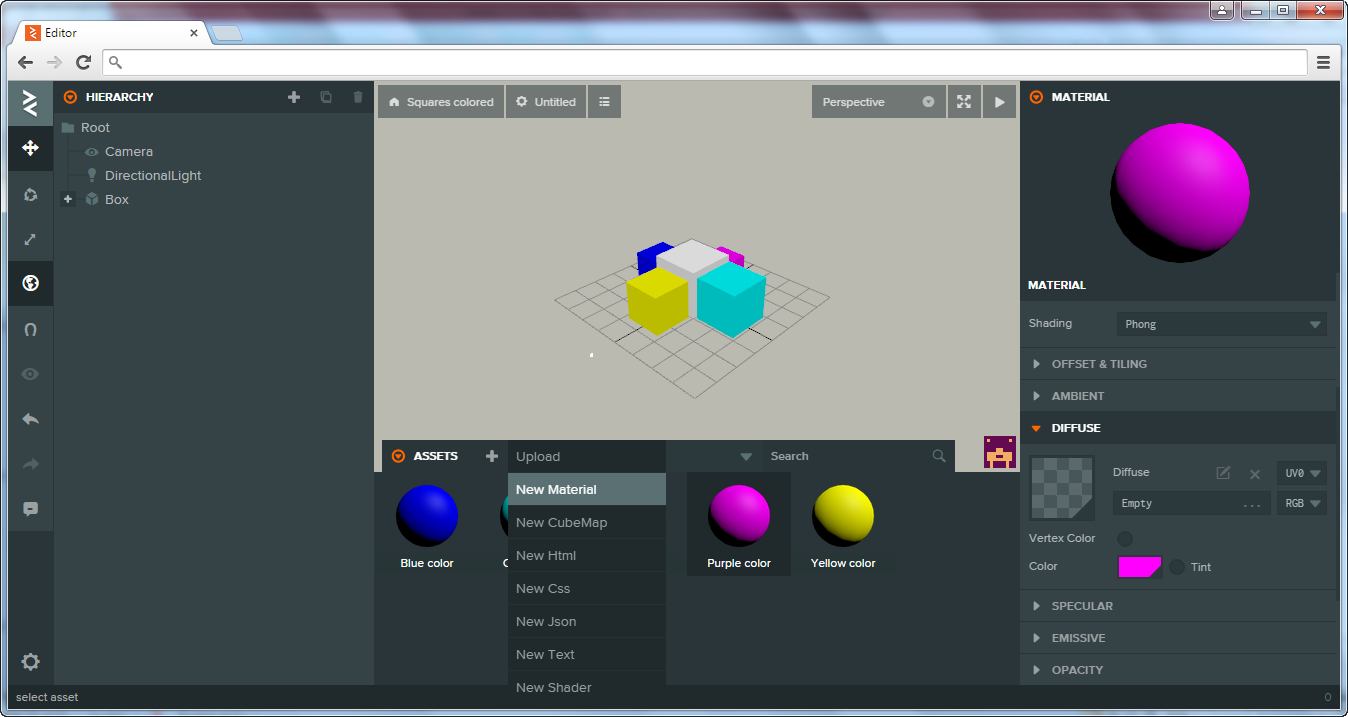 Editor
HIERARCHY
Root
Camera
DirectionalLight
Box
Squares colored
Untitled
Perspective
ASSETS
Upload
Search
New Material
New CubeMap
New Html
New Css
New Json
New Text
New Shader
Blue color
Purple color
Yellow color
MATERIAL
MATERIAL
Shading
Phong
OFFSET & TILING
AMBIENT
DIFFUSE
Diffuse
UV0
Empty
...
RGB
Vertex Color
Color
Tint
SPECULAR
EMISSIVE
OPACITY
select asset
0